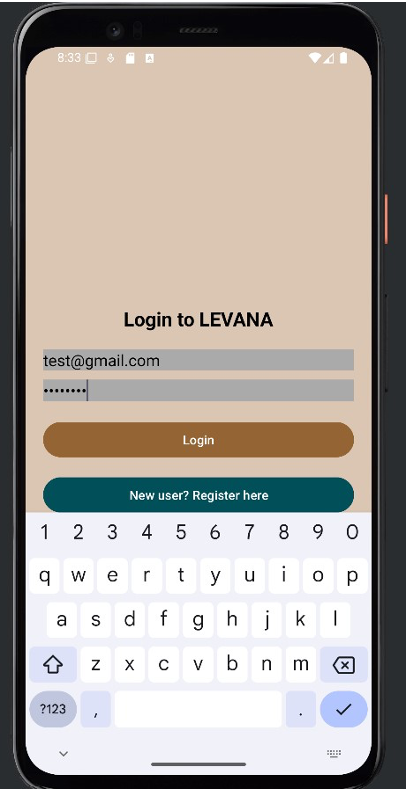 8:33
Login to LEVANA
test@gmail.com
••••••••
Login
New user? Register here
1 2 3 4 5 6 7 8 9 0
q w e r t y u i o p
a s d f g h j k l
z x c v b n m
?123 , .